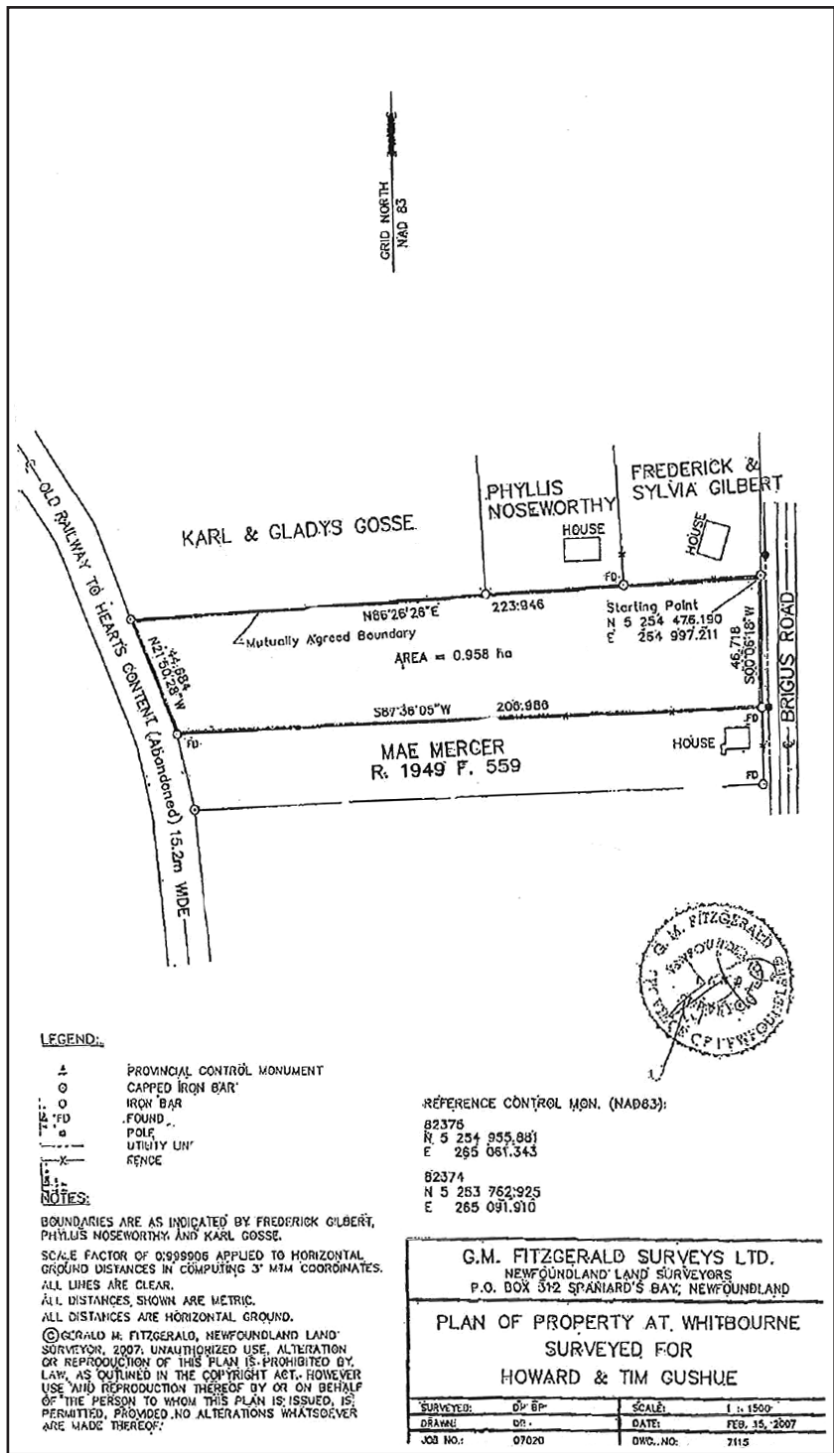 GRID NORTH
NAD 83
FREDERICK &
SYLVIA GILBERT
PHYLLIS
NOSEWORTHY
KARL & GLADYS GOSSE
HOUSE
HOUSE
OLD RAILWAY TO HEARTS CONTENT (Abandoned) 15.2m WIDE
FD
N86°26'26"E 223.946
Starting Point
N 5 254 476.190
E 264 997.211
Mutually Agreed Boundary
AREA = 0.958 ha
44.684
N21°50'28"W
46.718
S00°06'18"W
BRIGUS ROAD
S87°36'05"W 206.986
FD
FD
MAE MERCER
R. 1949 F. 559
HOUSE
FD
G. M. FITZGERALD
LEGEND:
PROVINCIAL CONTROL MONUMENT
CAPPED IRON BAR
IRON BAR
FD FOUND
POLE
UTILITY LIN'
FENCE
REFERENCE CONTROL MON. (NAD83):
82376
N 5 254 955.881
E 265 061.343
82374
N 5 253 762.925
E 265 091.910
NOTES:
BOUNDARIES ARE AS INDICATED BY FREDERICK GILBERT,
PHYLLIS NOSEWORTHY AND KARL GOSSE.
SCALE FACTOR OF 0.999906 APPLIED TO HORIZONTAL
GROUND DISTANCES IN COMPUTING 3° MTM COORDINATES.
ALL LINES ARE CLEAR.
ALL DISTANCES SHOWN ARE METRIC.
ALL DISTANCES ARE HORIZONTAL GROUND.
© GERALD M. FITZGERALD, NEWFOUNDLAND LAND
SURVEYOR, 2007. UNAUTHORIZED USE, ALTERATION
OR REPRODUCTION OF THIS PLAN IS PROHIBITED BY
LAW, AS OUTLINED IN THE COPYRIGHT ACT. HOWEVER
USE AND REPRODUCTION THEREOF BY OR ON BEHALF
OF THE PERSON TO WHOM THIS PLAN IS ISSUED, IS
PERMITTED, PROVIDED NO ALTERATIONS WHATSOEVER
ARE MADE THEREOF.
G.M. FITZGERALD SURVEYS LTD.
NEWFOUNDLAND LAND SURVEYORS
P.O. BOX 312 SPANIARD'S BAY, NEWFOUNDLAND
PLAN OF PROPERTY AT WHITBOURNE
SURVEYED FOR
HOWARD & TIM GUSHUE
SURVEYED: SCALE: 1 : 1500
DRAWN: DATE: FEB. 15, 2007
JOB NO.: 07020 DWG. NO: 7115